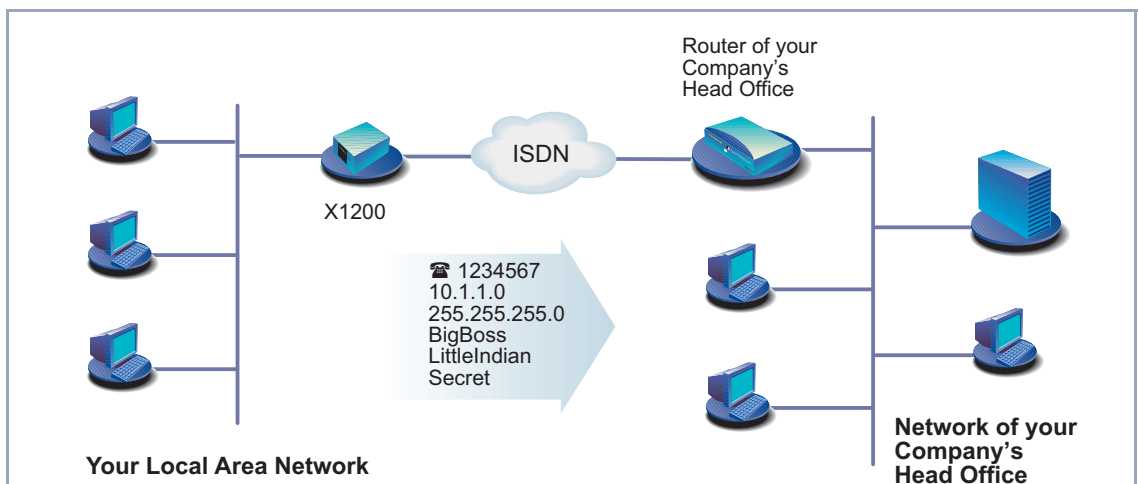 Router of your
Company's
Head Office
ISDN
X1200
☎ 1234567
10.1.1.0
255.255.255.0
BigBoss
LittleIndian
Secret
Your Local Area Network
Network of your
Company's
Head Office